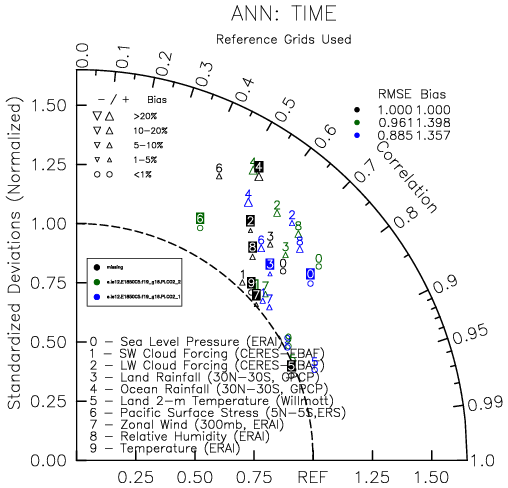 ANN: TIME
Reference Grids Used
0.0 0.1 0.2 0.3 0.4 0.5 0.6 0.7 0.8 0.9 0.95 0.99 1.0
Correlation
RMSE Bias
1.000 1.000
0.961 1.398
0.885 1.357
− / + Bias
>20%
10−20%
5−10%
1−5%
<1%
Standardized Deviations (Normalized)
1.50
1.25
1.00
0.75
0.50
0.25
0.00
missing
0 − Sea Level Pressure (ERAI)
1 − SW Cloud Forcing (CERES−EBAF)
2 − LW Cloud Forcing (CERES−EBAF)
3 − Land Rainfall (30N−30S, GPCP)
4 − Ocean Rainfall (30N−30S, GPCP)
5 − Land 2−m Temperature (Willmott)
6 − Pacific Surface Stress (5N−5S,ERS)
7 − Zonal Wind (300mb, ERAI)
8 − Relative Humidity (ERAI)
9 − Temperature (ERAI)
0.25 0.50 0.75 REF 1.25 1.50